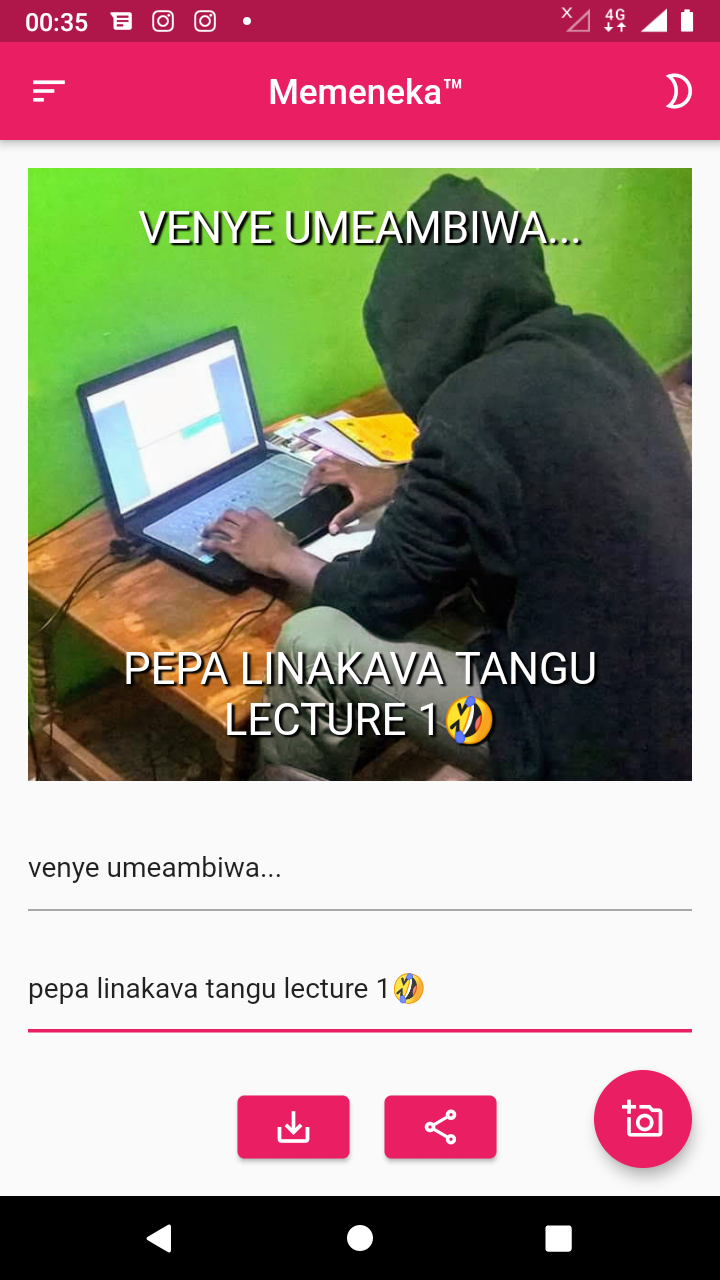 00:35
4G
Memeneka™
VENYE UMEAMBIWA...
PEPA LINAKAVA TANGU
LECTURE 1🤣
venye umeambiwa...
pepa linakava tangu lecture 1🤣